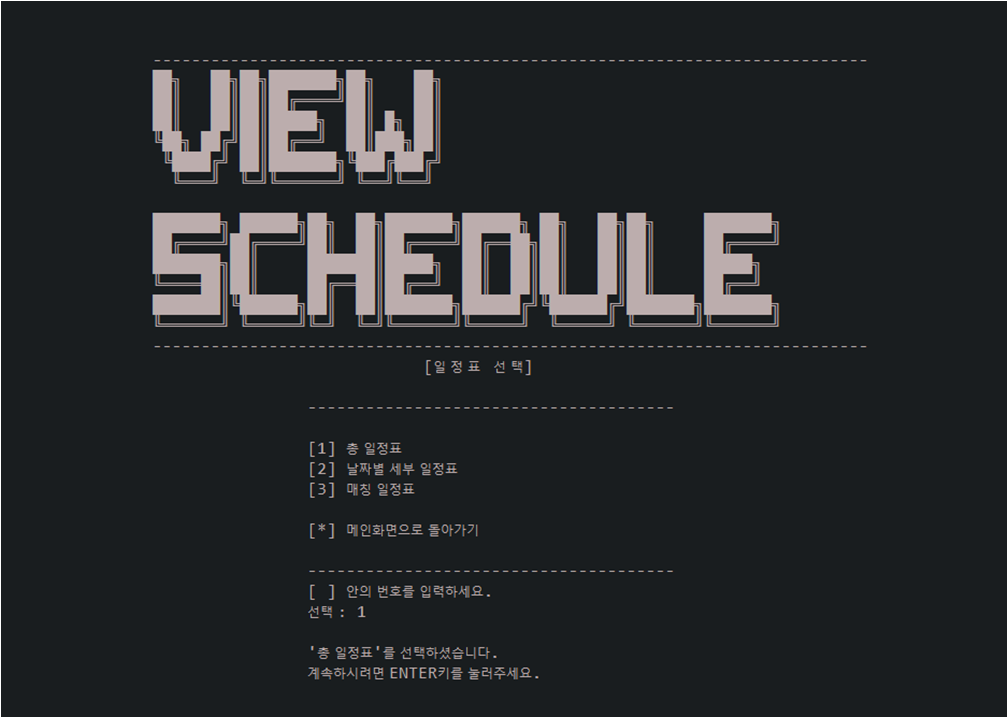 VIEW
SCHEDULE
[일정표 선택]
[1] 총 일정표
[2] 날짜별 세부 일정표
[3] 매칭 일정표
[*] 메인화면으로 돌아가기
[ ] 안의 번호를 입력하세요.
선택 : 1
'총 일정표'를 선택하셨습니다.
계속하시려면 ENTER키를 눌러주세요.